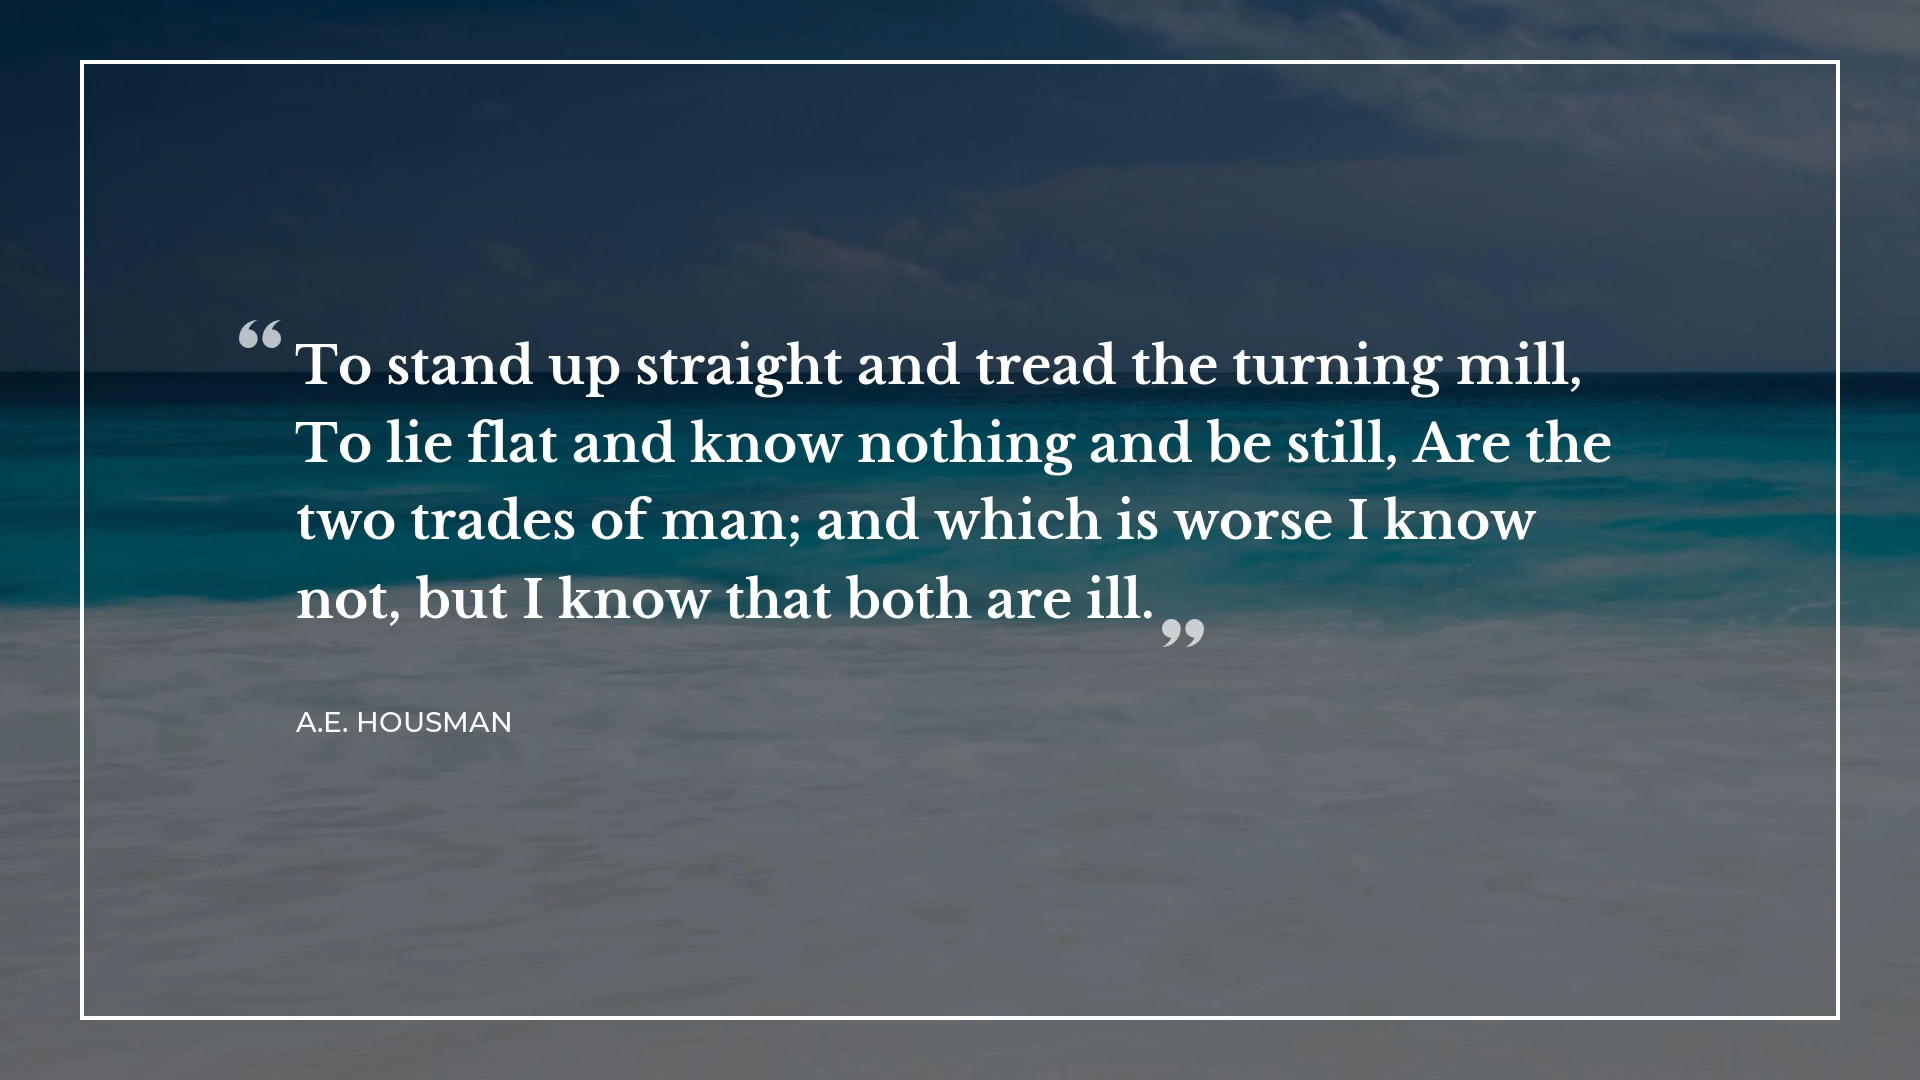 “To stand up straight and tread the turning mill,
To lie flat and know nothing and be still, Are the
two trades of man; and which is worse I know
not, but I know that both are ill.”
A.E. HOUSMAN